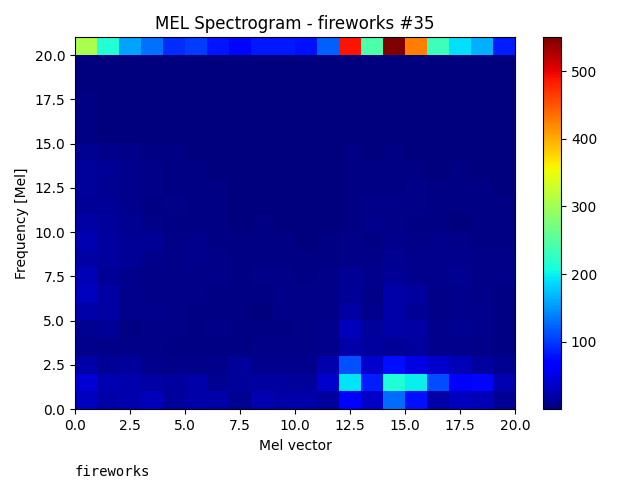 MEL Spectrogram - fireworks #35
20.0
17.5
15.0
12.5
10.0
7.5
5.0
2.5
0.0
Frequency [Mel]
0.0 2.5 5.0 7.5 10.0 12.5 15.0 17.5 20.0
Mel vector
500
400
300
200
100
fireworks